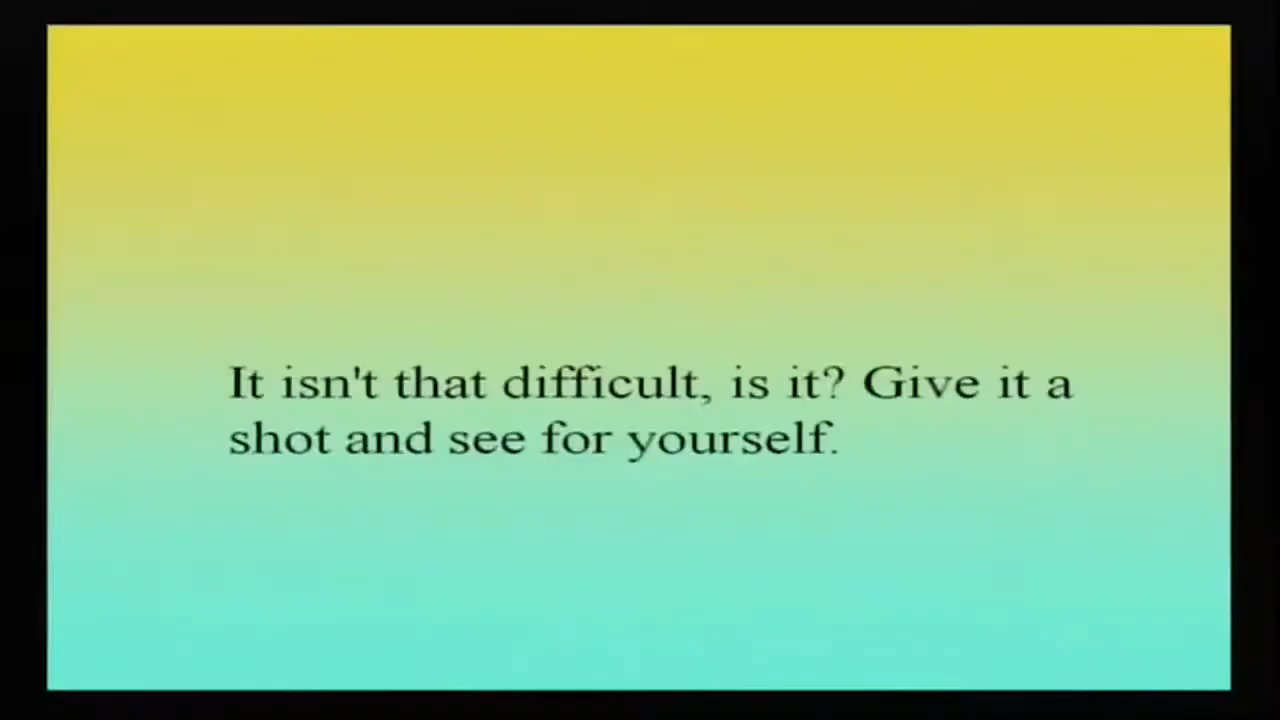 It isn't that difficult, is it? Give it a
shot and see for yourself.